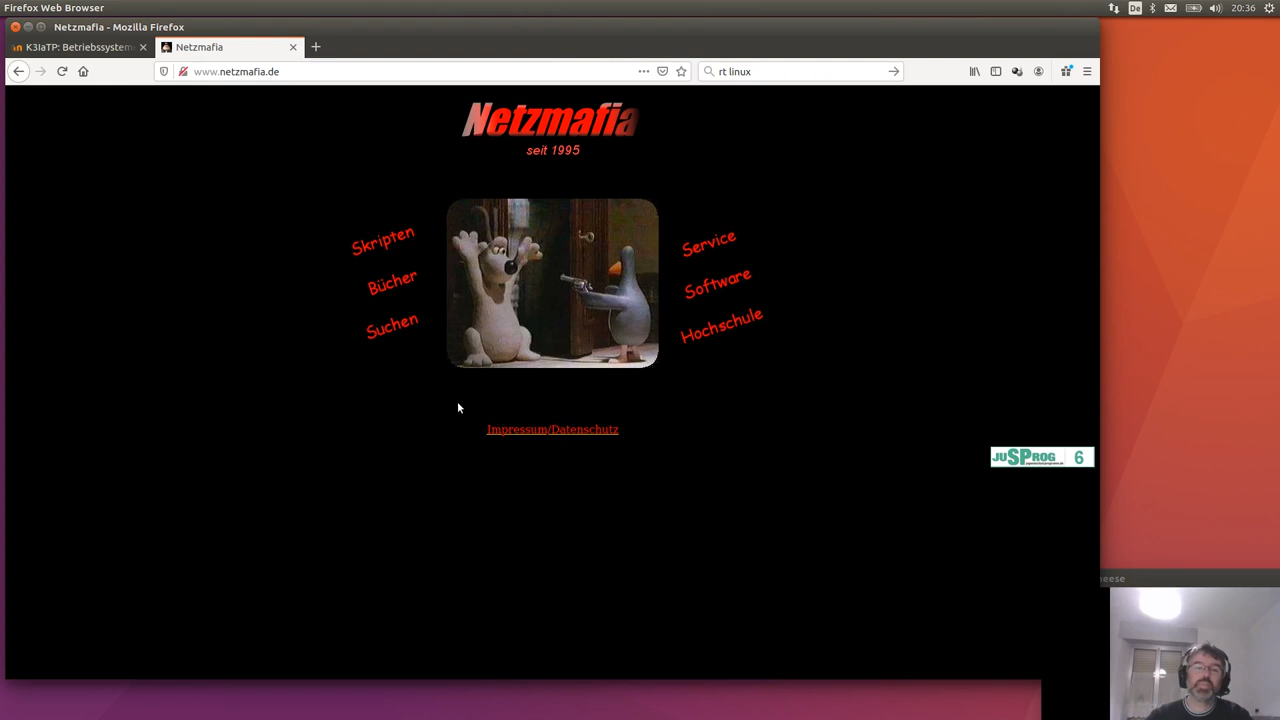 Firefox Web Browser
De
20:36
Netzmafia - Mozilla Firefox
K3IaTP: Betriebssystem
Netzmafia
www.netzmafia.de
rt linux
Netzmafia
seit 1995
Skripten
Bücher
Suchen
Service
Software
Hochschule
Impressum/Datenschutz
JUSPROG 6